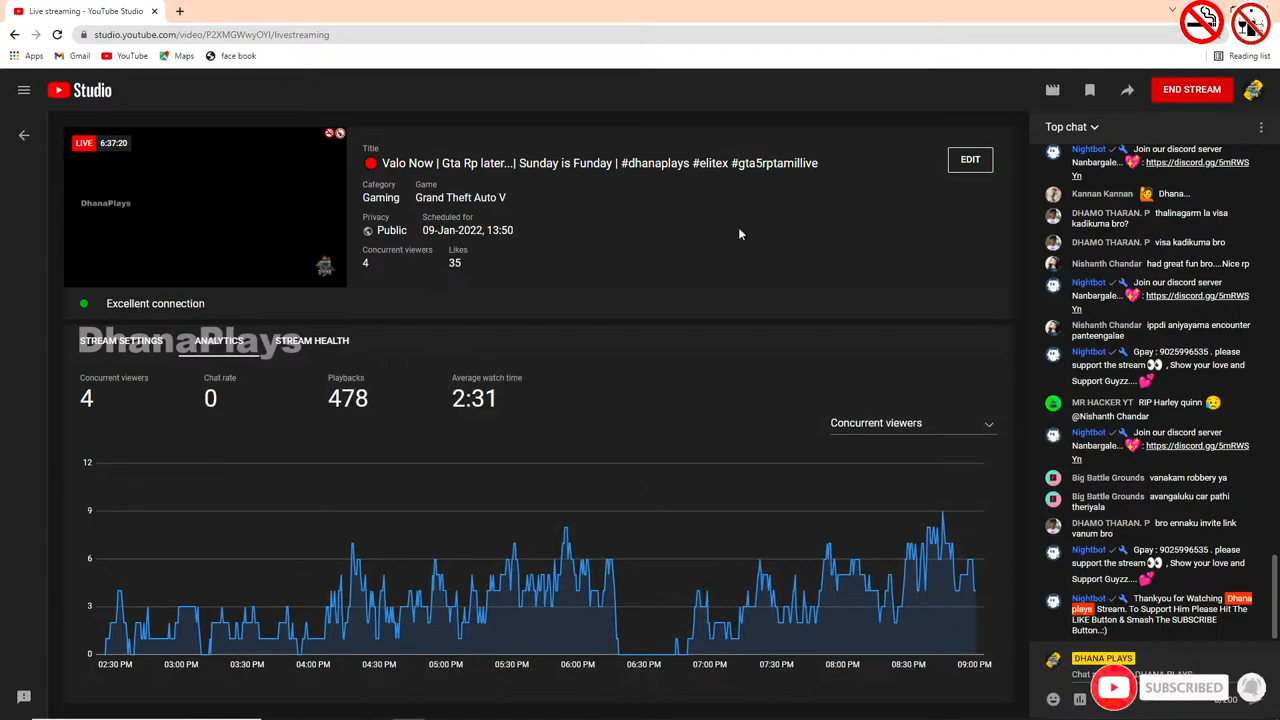 Live streaming - YouTube Studio
studio.youtube.com/video/P2XMGWwyOYI/livestreaming
Apps Gmail YouTube Maps face book Reading list
Studio
END STREAM
LIVE 6:37:20
DhanaPlays
Title
Valo Now | Gta Rp later...| Sunday is Funday | #dhanaplays #elitex #gta5rptamillive
EDIT
Category Game
Gaming Grand Theft Auto V
Privacy Scheduled for
Public 09-Jan-2022, 13:50
Concurrent viewers Likes
4 35
Excellent connection
DhanaPlays
STREAM SETTINGS ANALYTICS STREAM HEALTH
Concurrent viewers Chat rate Playbacks Average watch time
4 0 478 2:31
Concurrent viewers
12
9
6
3
0
02:30 PM 03:00 PM 03:30 PM 04:00 PM 04:30 PM 05:00 PM 05:30 PM 06:00 PM 06:30 PM 07:00 PM 07:30 PM 08:00 PM 08:30 PM 09:00 PM
Top chat
Nightbot Join our discord server
Nanbargale... 💖 : https://discord.gg/5mRWS
Yn
Kannan Kannan 🙋 Dhana...
DHAMO THARAN. P thalinagarm la visa
kadikuma bro?
DHAMO THARAN. P visa kadikuma bro
Nishanth Chandar had great fun bro....Nice rp
Nightbot Join our discord server
Nanbargale... 💖 : https://discord.gg/5mRWS
Yn
Nishanth Chandar ippdi aniyayama encounter
panteengalae
Nightbot Gpay : 9025996535 . please
support the stream 👀 , Show your love and
Support Guyzz.... 💕
MR HACKER YT RIP Harley quinn 😥
@Nishanth Chandar
Nightbot Join our discord server
Nanbargale... 💖 : https://discord.gg/5mRWS
Yn
Big Battle Grounds vanakam robbery ya
Big Battle Grounds avangaluku car pathi
theriyala
DHAMO THARAN. P bro ennaku invite link
vanum bro
Nightbot Gpay : 9025996535 . please
support the stream 👀 , Show your love and
Support Guyzz.... 💕
Nightbot Thankyou for Watching Dhana
plays Stream. To Support Him Please Hit The
LIKE Button & Smash The SUBSCRIBE
Button..:)
DHANA PLAYS
SUBSCRIBED